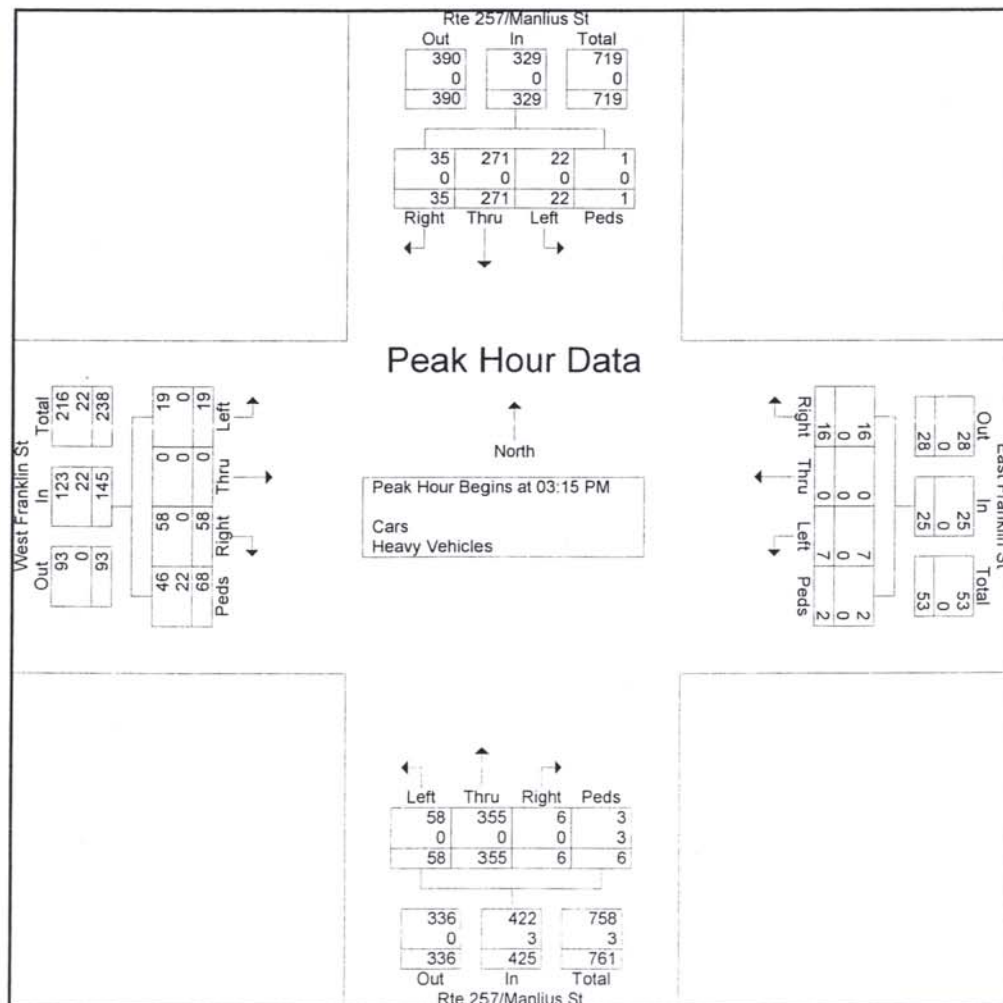 Rte 257/Manlius St
Out In Total
390 329 719
0 0 0
390 329 719
35 271 22 1
0 0 0 0
35 271 22 1
Right Thru Left Peds
Peak Hour Data
North
Peak Hour Begins at 03:15 PM
Cars
Heavy Vehicles
West Franklin St
Out In Total
93 123 216
0 22 22
93 145 238
46 58 0 19
22 0 0 0
68 58 0 19
Peds Right Thru Left
East Franklin St
Out In Total
28 25 53
0 0 0
28 25 53
16 0 7 2
0 0 0 0
16 0 7 2
Right Thru Left Peds
Left Thru Right Peds
58 355 6 3
0 0 0 3
58 355 6 6
336 422 758
0 3 3
336 425 761
Out In Total
Rte 257/Manlius St